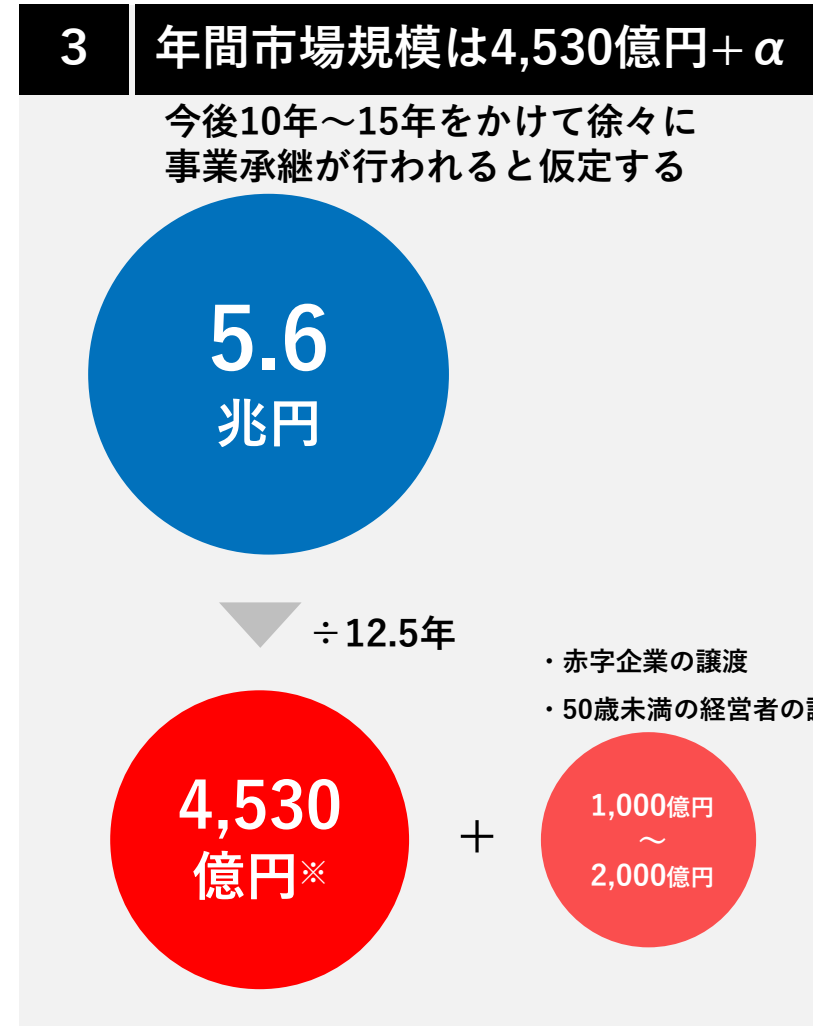 3 年間市場規模は4,530億円+α
今後10年～15年をかけて徐々に
事業承継が行われると仮定する
5.6
兆円
÷12.5年
・赤字企業の譲渡
・50歳未満の経営者の
4,530
億円※
+
1,000億円
～
2,000億円